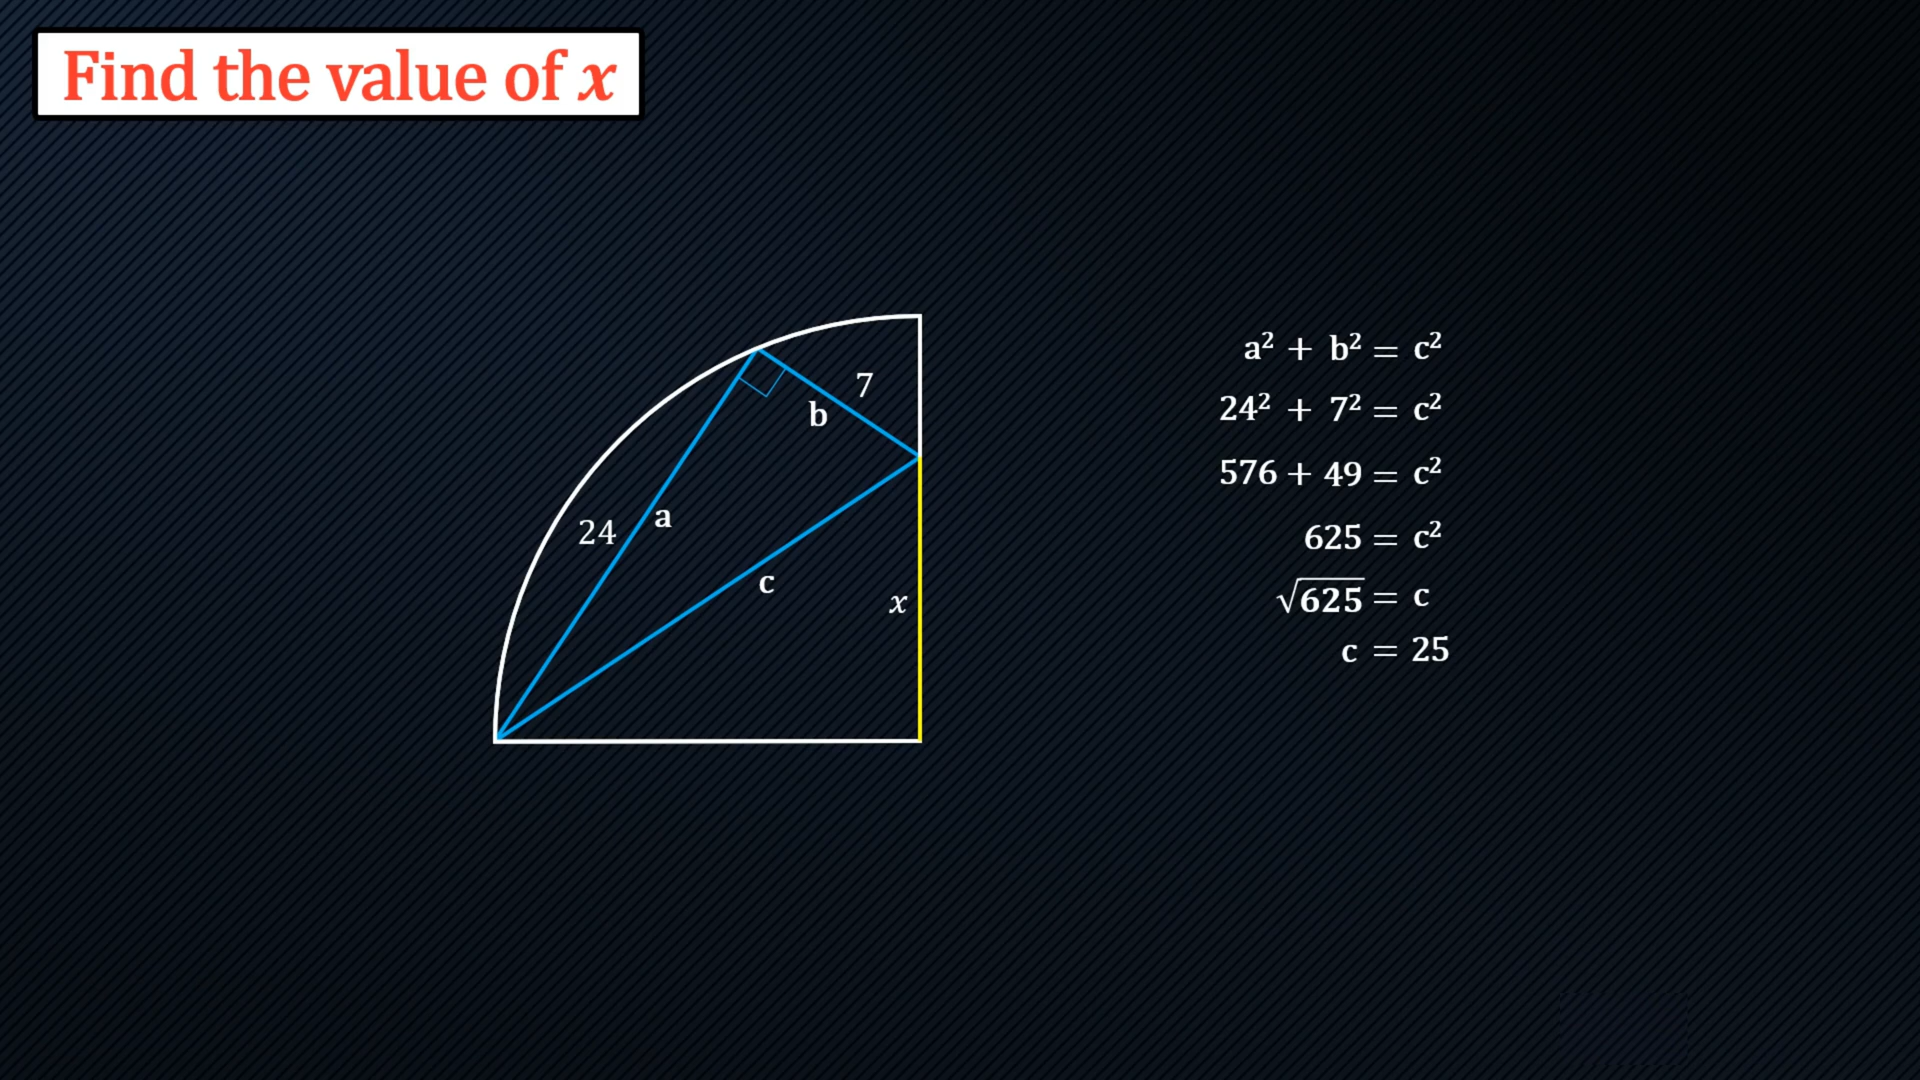 Find the value of x
7
b
24
a
c
x
a² + b² = c²
24² + 7² = c²
576 + 49 = c²
625 = c²
√625 = c
c = 25